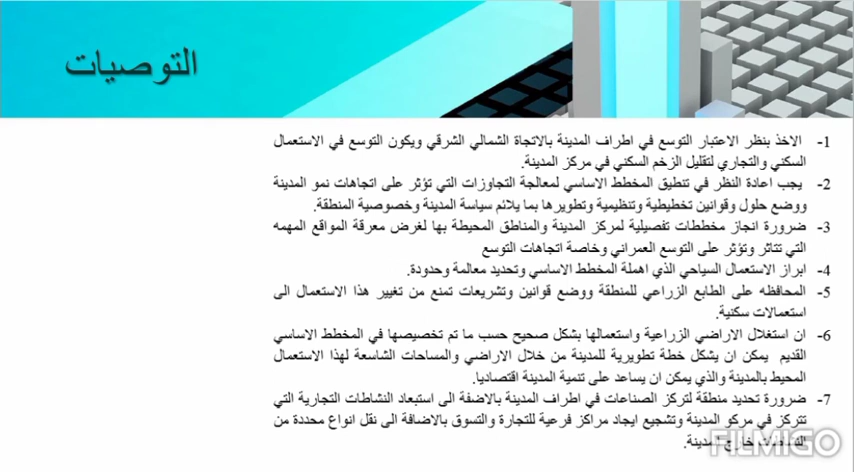 التوصيات
1- الاخذ بنظر الاعتبار التوسع في اطراف المدينة بالاتجاة الشمالي الشرقي ويكون التوسع في الاستعمال
السكني والتجاري لتقليل الزخم السكني في مركز المدينة.
2- يجب اعادة النظر في تنطيق المخطط الاساسي لمعالجة التجاوزات التي تؤثر على اتجاهات نمو المدينة
ووضع حلول وقوانين تخطيطية وتنظيمية وتطويرها بما يلائم سياسة المدينة وخصوصية المنطقة.
3- ضرورة انجاز مخططات تفصيلية لمركز المدينة والمناطق المحيطة بها لغرض معرقة المواقع المهمه
التي تتاثر وتؤثر على التوسع العمراني وخاصة اتجاهات التوسع
4- ابراز الاستعمال السياحي الذي اهملة المخطط الاساسي وتحديد معالمة وحدودة.
5- المحافظه على الطابع الزراعي للمنطقة ووضع قوانين وتشريعات تمنع من تغيير هذا الاستعمال الى
استعمالات سكنية.
6- ان استغلال الاراضي الزراعية واستعمالها بشكل صحيح حسب ما تم تخصيصها في المخطط الاساسي
القديم يمكن ان يشكل خطة تطويرية للمدينة من خلال الاراضي والمساحات الشاسعة لهذا الاستعمال
المحيط بالمدينة والذي يمكن ان يساعد على تنمية المدينة اقتصاديا.
7- ضرورة تحديد منطقة لتركز الصناعات في اطراف المدينة بالاضفة الى استبعاد النشاطات التجارية التي
تتركز في مركو المدينة وتشجيع ايجاد مراكز فرعية للتجارة والتسوق بالاضافة الى نقل انواع محددة من
خارج المدينة.
FILMIGO